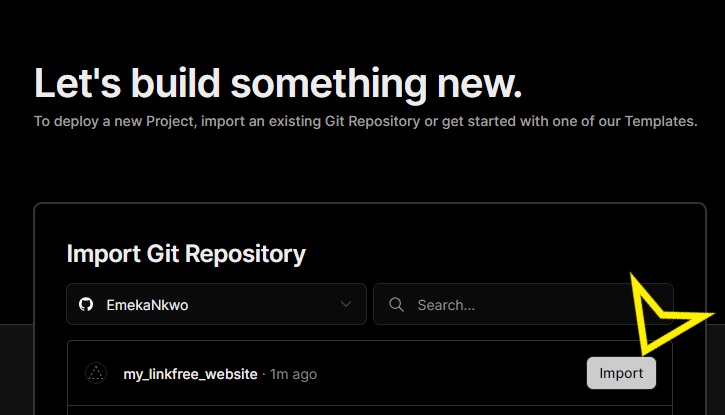 Let's build something new.
To deploy a new Project, import an existing Git Repository or get started with one of our Templates.
Import Git Repository
EmekaNkwo
Search...
my_linkfree_website · 1m ago
Import